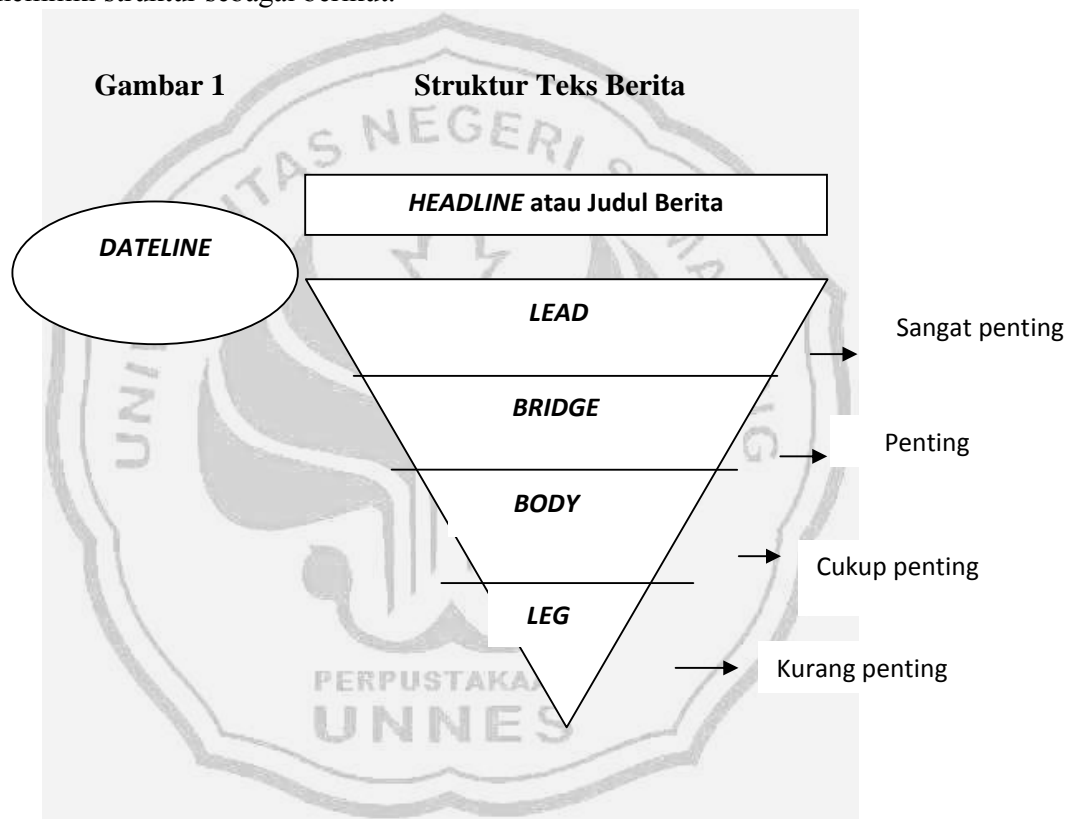 Gambar 1 Struktur Teks Berita
HEADLINE atau Judul Berita
DATELINE
LEAD
Sangat penting
BRIDGE
Penting
BODY
Cukup penting
LEG
Kurang penting
PERPUSTAKAA
UNNES